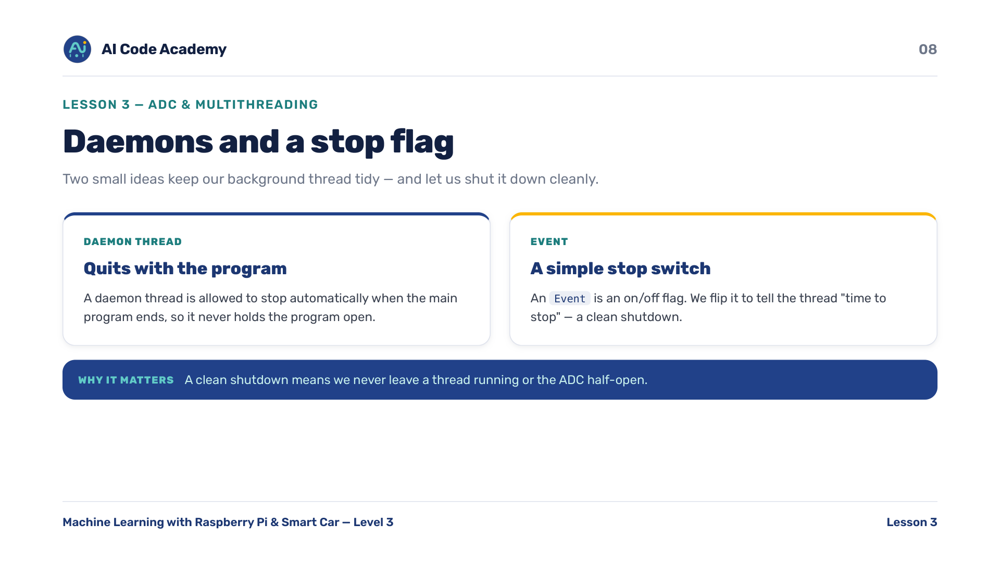 AI Code Academy
08
LESSON 3 — ADC & MULTITHREADING
Daemons and a stop flag
Two small ideas keep our background thread tidy — and let us shut it down cleanly.
DAEMON THREAD
Quits with the program
A daemon thread is allowed to stop automatically when the main
program ends, so it never holds the program open.
EVENT
A simple stop switch
An Event is an on/off flag. We flip it to tell the thread "time to
stop" — a clean shutdown.
WHY IT MATTERS A clean shutdown means we never leave a thread running or the ADC half-open.
Machine Learning with Raspberry Pi & Smart Car — Level 3
Lesson 3